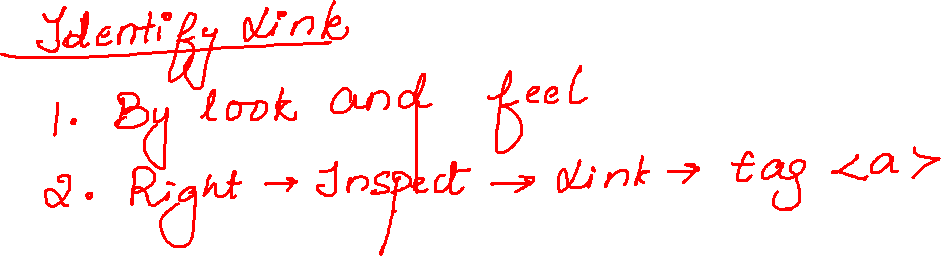 Identify Link
1. By look and feel
2. Right → Inspect → Link → tag <a>